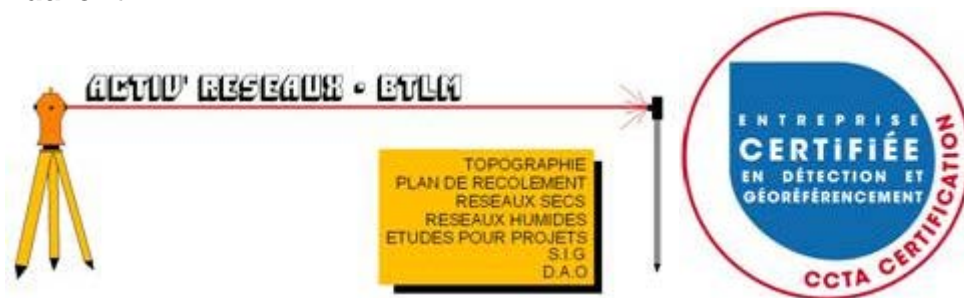 ACTIV' RESEAUX - BTLM
TOPOGRAPHIE
PLAN DE RECOLEMENT
RESEAUX SECS
RESEAUX HUMIDES
ETUDES POUR PROJETS
S.I.G
D.A.O
ENTREPRISE
CERTiFiÉE
EN DÉTECTION ET
GÉORÉFÉRENCEMENT
CCTA CERTIFICATION